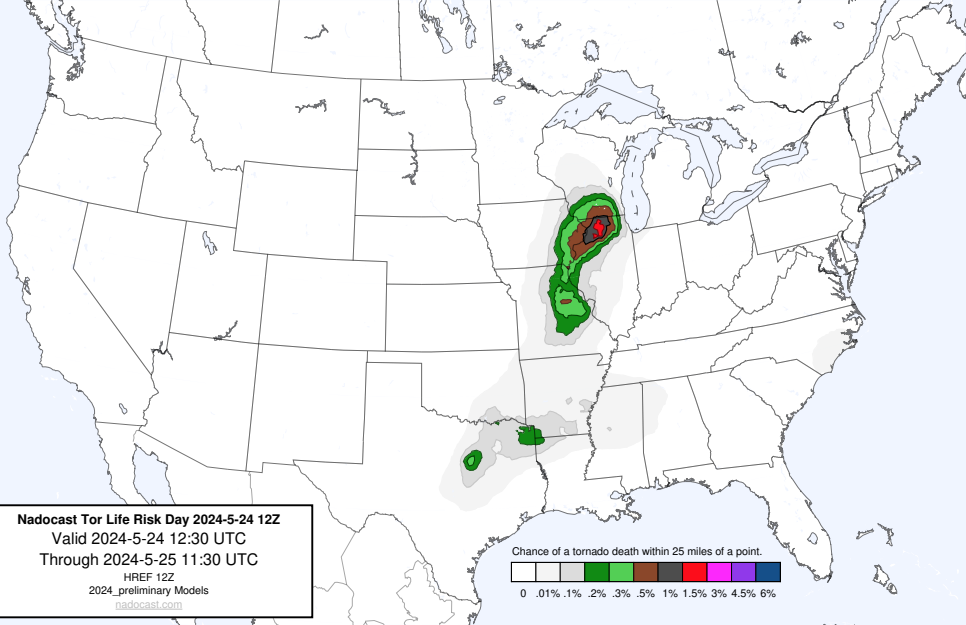 Nadocast Tor Life Risk Day 2024-5-24 12Z
Valid 2024-5-24 12:30 UTC
Through 2024-5-25 11:30 UTC
HREF 12Z
2024_preliminary Models
nadocast.com
Chance of a tornado death within 25 miles of a point.
0 .01% .1% .2% .3% .5% 1% 1.5% 3% 4.5% 6%